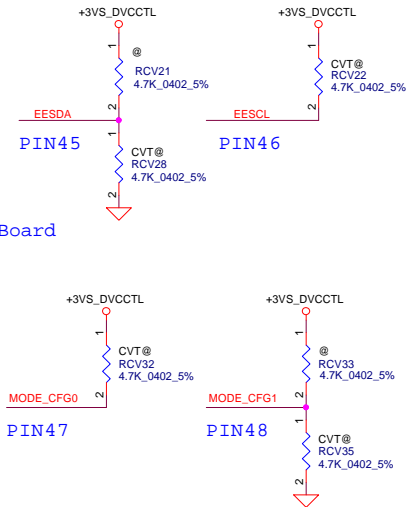 +3VS_DVCCTL
1
@
RCV21
4.7K_0402_5%
2
EESDA
PIN45
1
CVT@
RCV28
4.7K_0402_5%
2
+3VS_DVCCTL
1
CVT@
RCV22
4.7K_0402_5%
2
EESCL
PIN46
Board
+3VS_DVCCTL
1
CVT@
RCV32
4.7K_0402_5%
2
MODE_CFG0
PIN47
+3VS_DVCCTL
1
@
RCV33
4.7K_0402_5%
2
MODE_CFG1
PIN48
1
CVT@
RCV35
4.7K_0402_5%
2